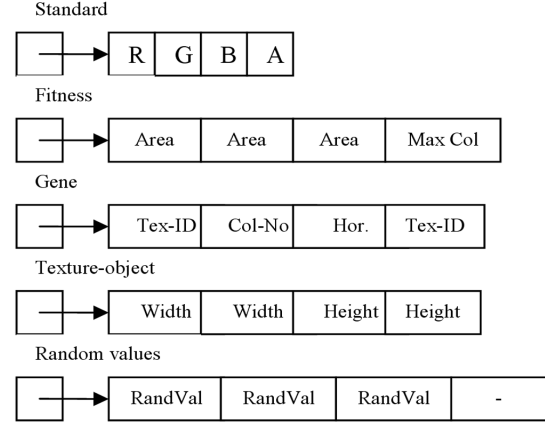 Standard
R G B A
Fitness
Area Area Area Max Col
Gene
Tex-ID Col-No Hor. Tex-ID
Texture-object
Width Width Height Height
Random values
RandVal RandVal RandVal -